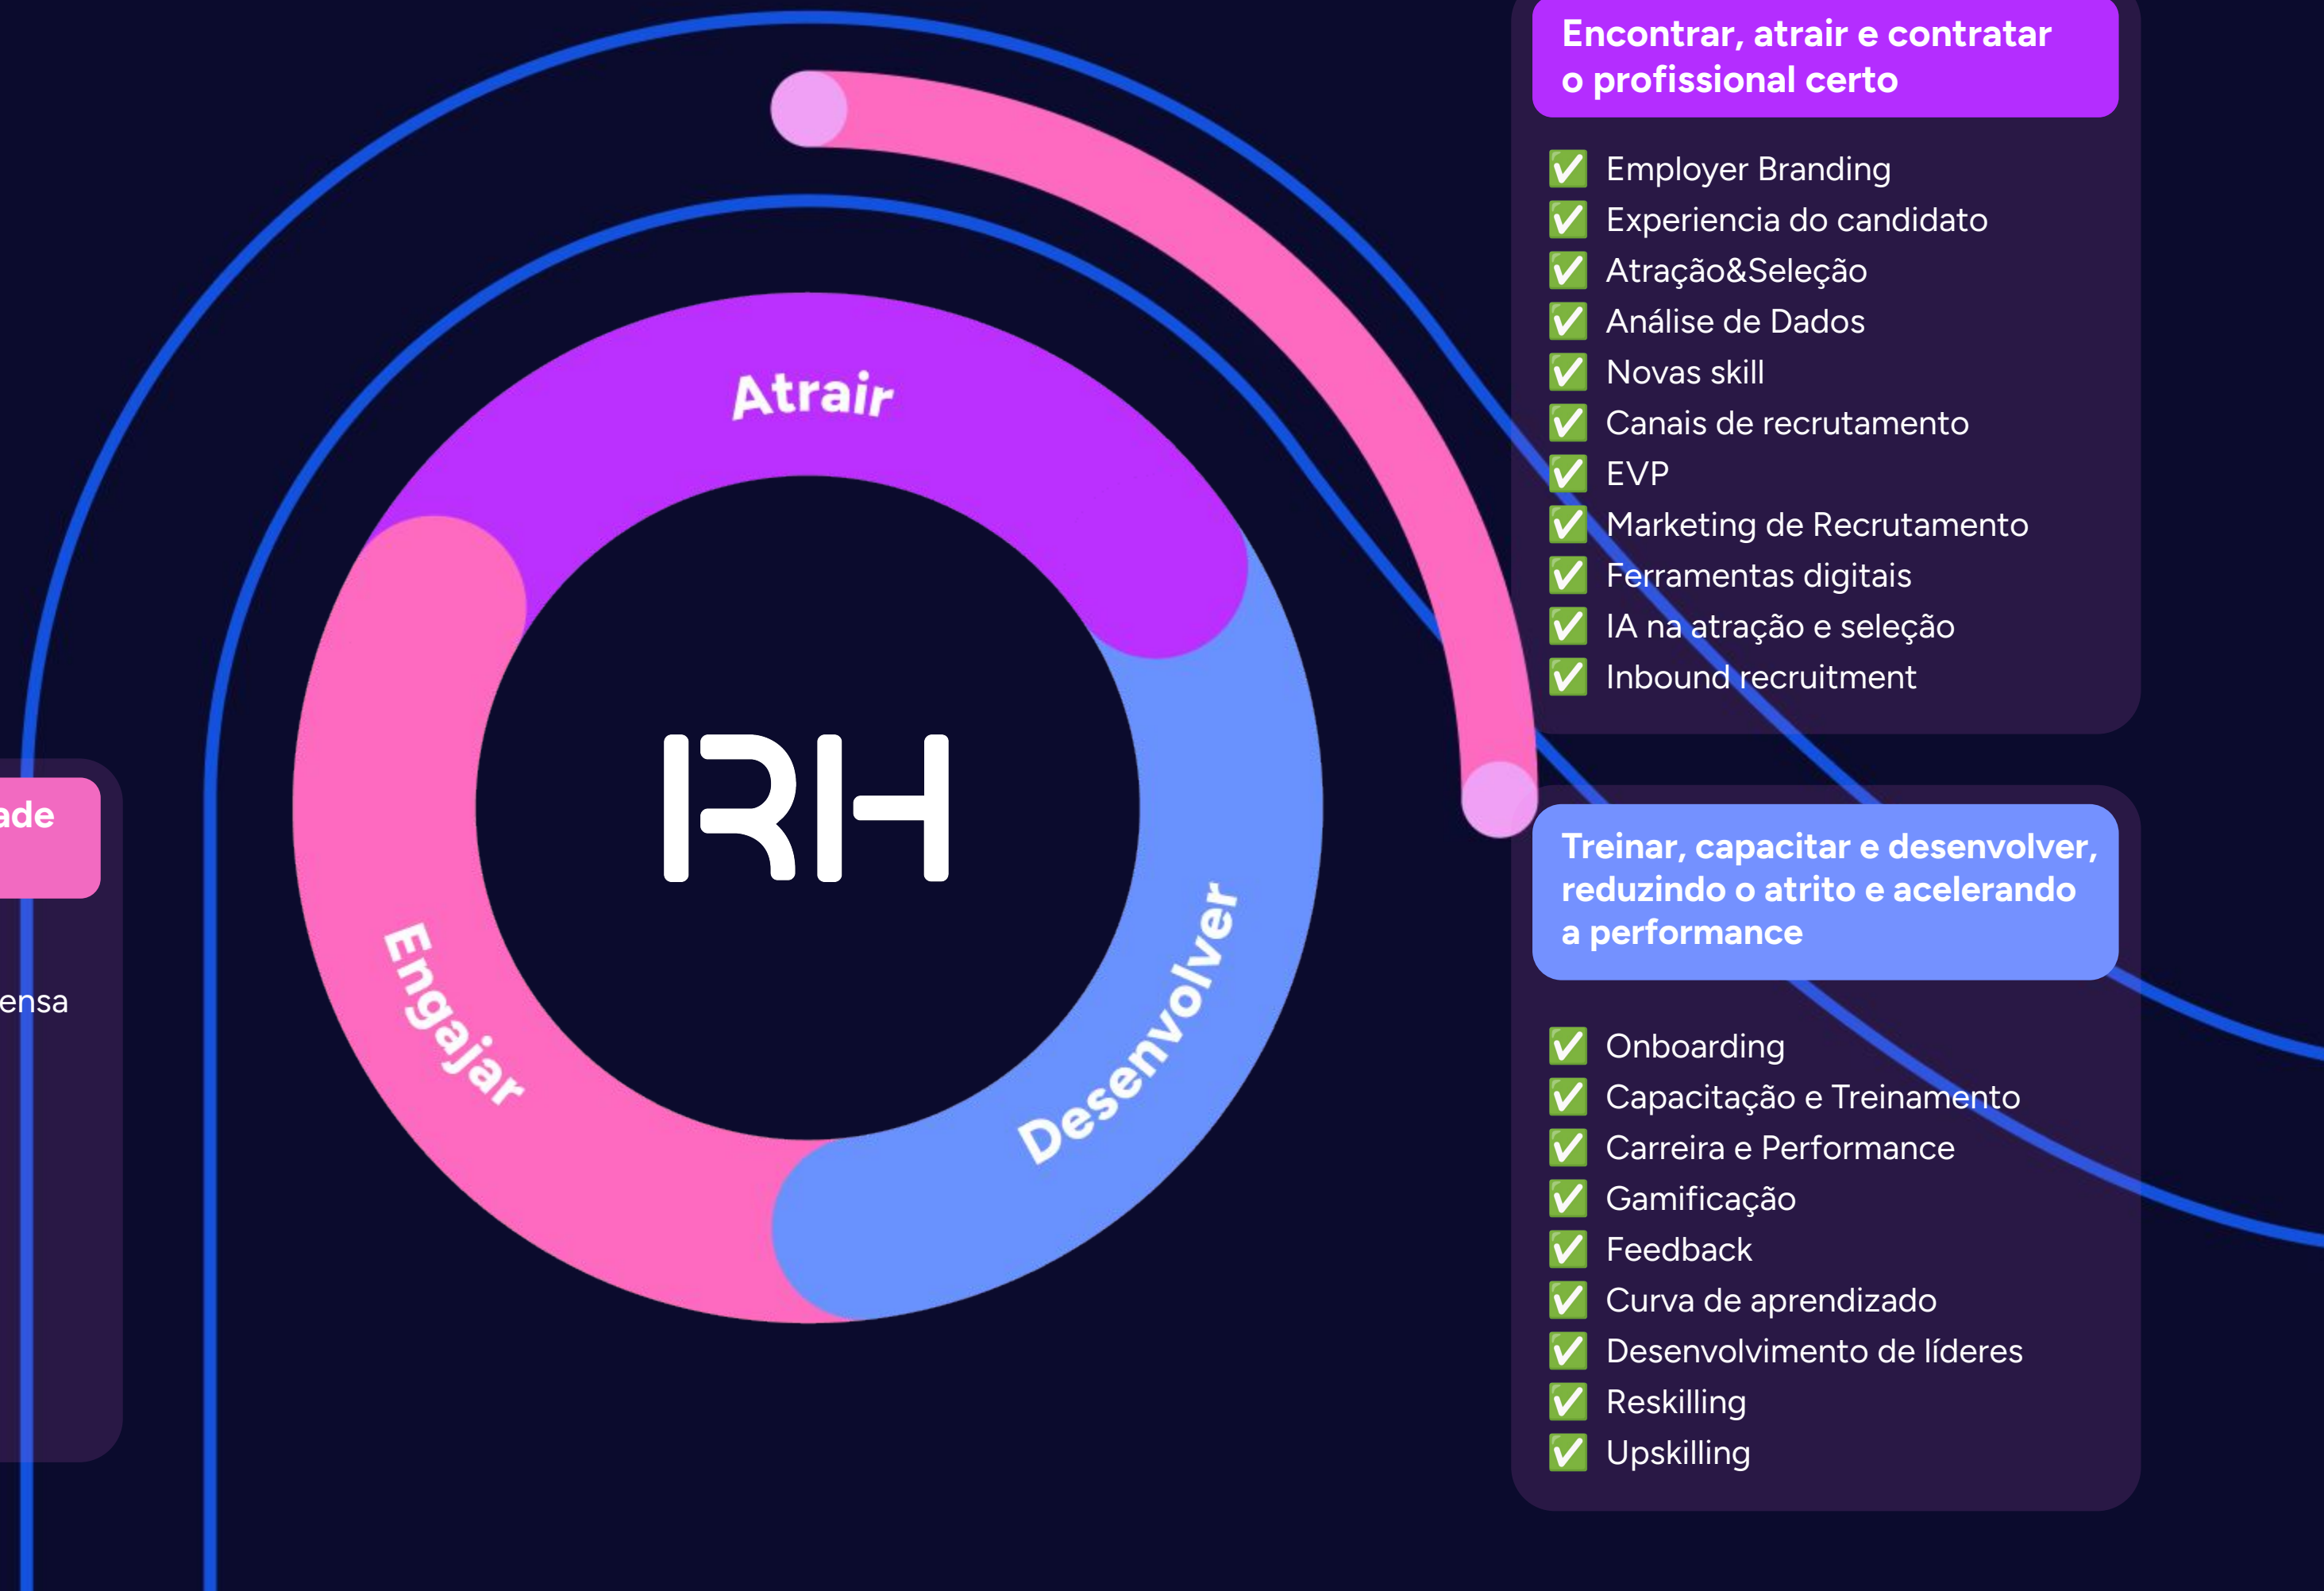 Encontrar, atrair e contratar
o profissional certo
Employer Branding
Experiencia do candidato
Atração&Seleção
Análise de Dados
Novas skill
Canais de recrutamento
EVP
Marketing de Recrutamento
Ferramentas digitais
IA na atração e seleção
Inbound recruitment
Atrair
RH
Engajar
Desenvolver
Treinar, capacitar e desenvolver,
reduzindo o atrito e acelerando
a performance
Onboarding
Capacitação e Treinamento
Carreira e Performance
Gamificação
Feedback
Curva de aprendizado
Desenvolvimento de líderes
Reskilling
Upskilling